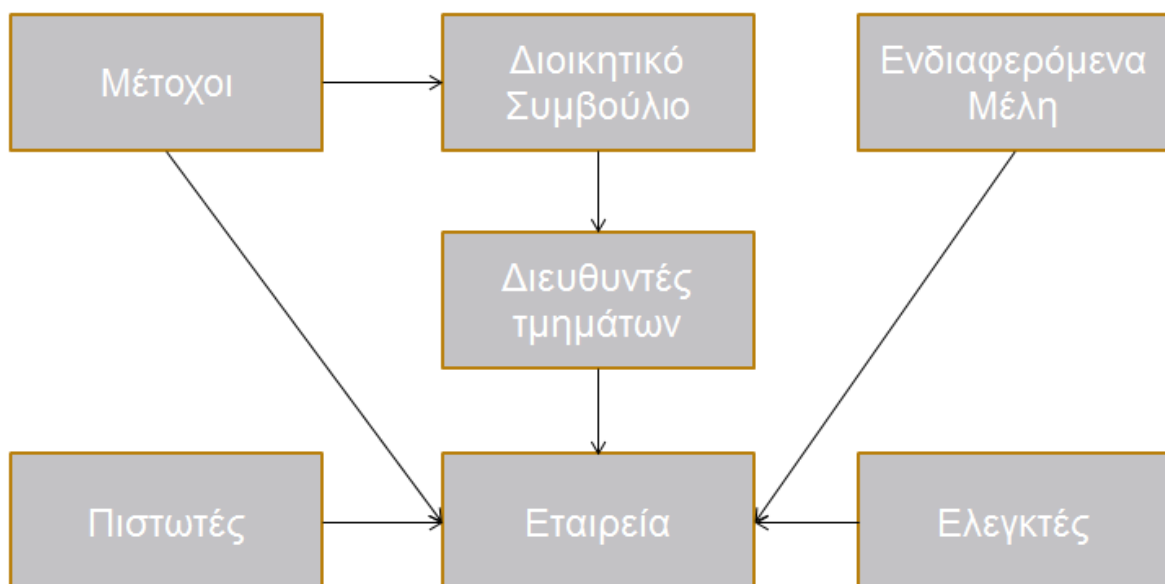 Μέτοχοι
Διοικητικό
Συμβούλιο
Ενδιαφερόμενα
Μέλη
Διευθυντές
τμημάτων
Πιστωτές
Εταιρεία
Ελεγκτές